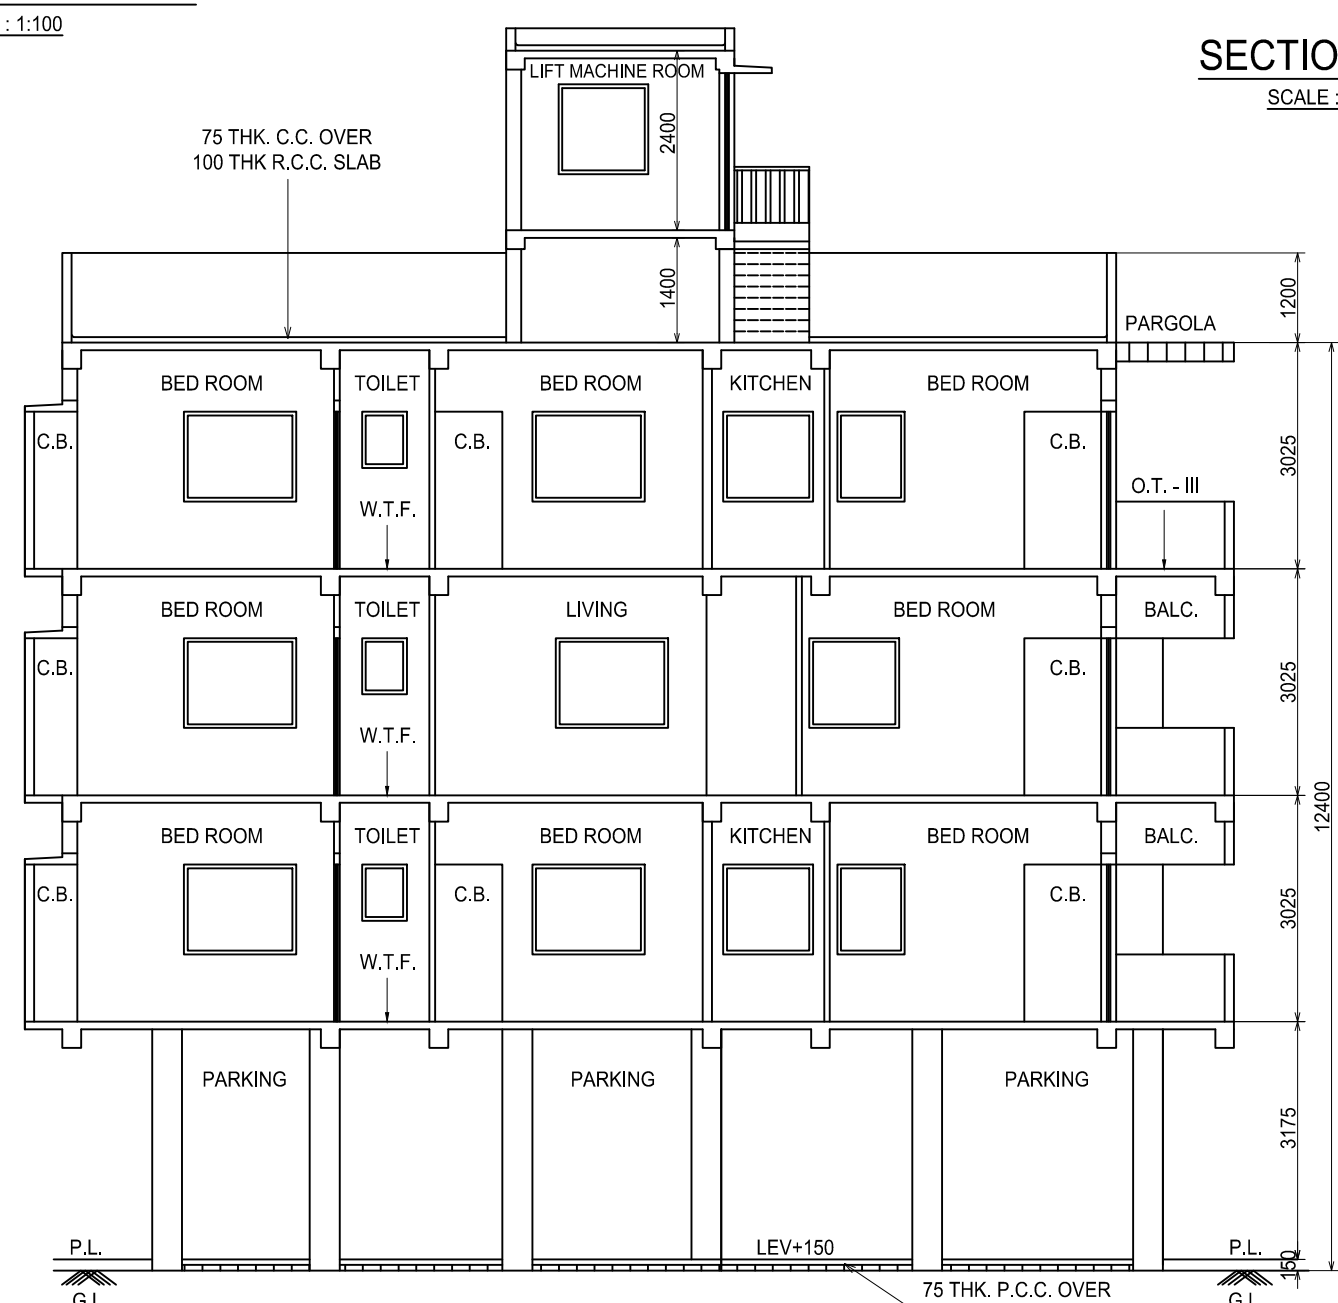 : 1:100
SECTIO
SCALE :
LIFT MACHINE ROOM
75 THK. C.C. OVER
100 THK R.C.C. SLAB
2400
1400
1200
PARGOLA
BED ROOM TOILET BED ROOM KITCHEN BED ROOM
C.B. C.B. C.B.
3025
O.T. - III
W.T.F.
BED ROOM TOILET LIVING BED ROOM BALC.
C.B. C.B.
3025
W.T.F.
12400
BED ROOM TOILET BED ROOM KITCHEN BED ROOM BALC.
C.B. C.B. C.B.
3025
W.T.F.
PARKING PARKING PARKING
3175
P.L. LEV+150 P.L.
150
75 THK. P.C.C. OVER
G.L. G.L.